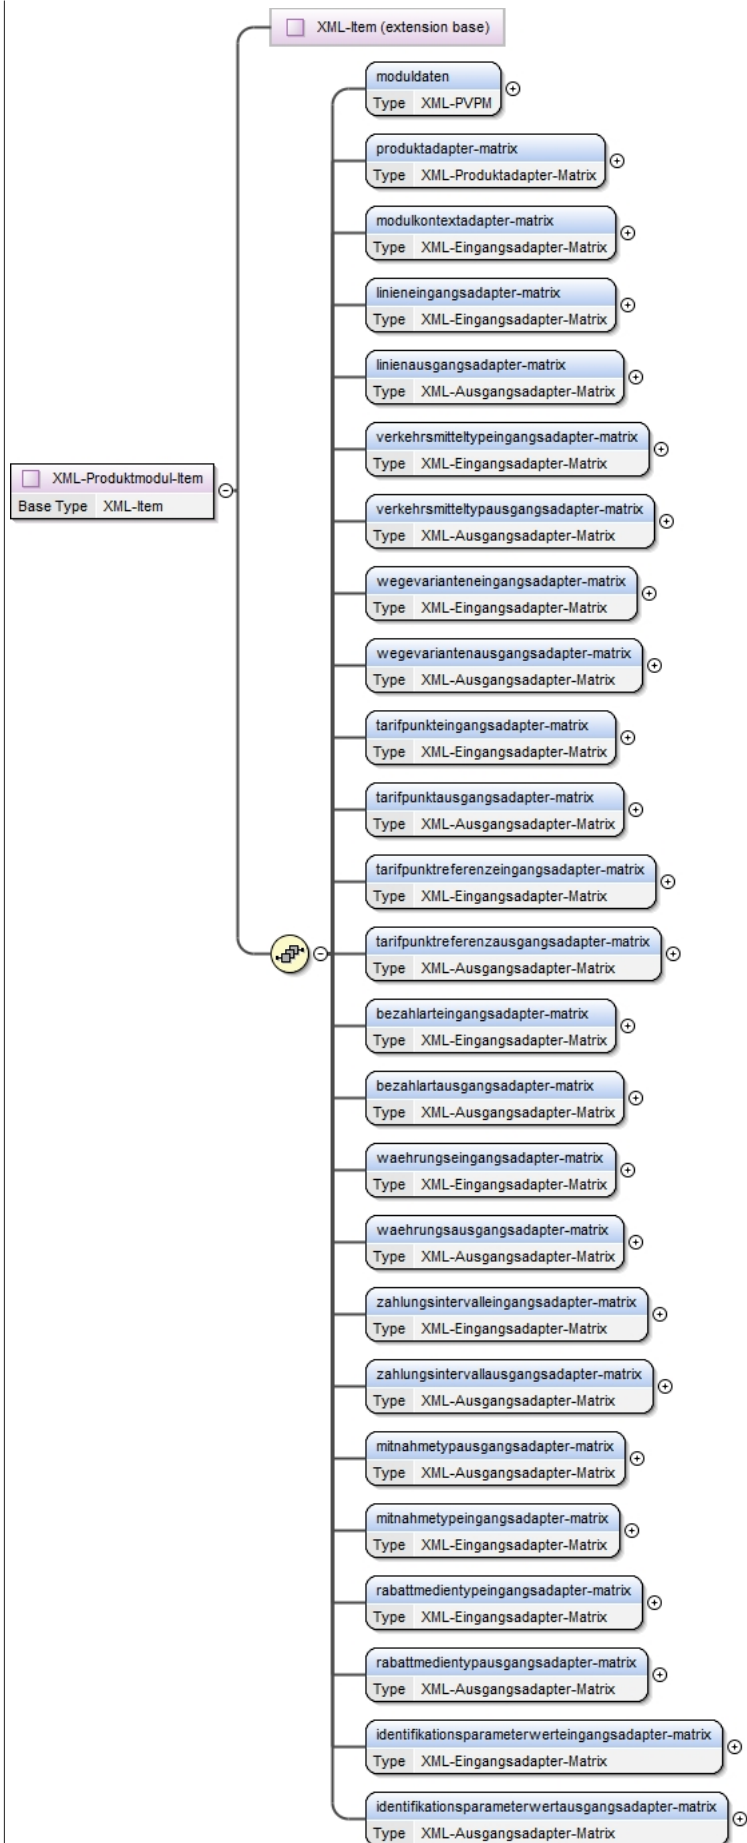 XML-Item (extension base)
moduldaten
Type XML-PVPM
produktadapter-matrix
Type XML-Produktadapter-Matrix
modulkontextadapter-matrix
Type XML-Eingangsadapter-Matrix
linieneingangsadapter-matrix
Type XML-Eingangsadapter-Matrix
linienausgangsadapter-matrix
Type XML-Ausgangsadapter-Matrix
verkehrsmitteltypeingangsadapter-matrix
Type XML-Eingangsadapter-Matrix
XML-Produktmodul-Item
Base Type XML-Item
verkehrsmitteltypausgangsadapter-matrix
Type XML-Ausgangsadapter-Matrix
wegevarianteneingangsadapter-matrix
Type XML-Eingangsadapter-Matrix
wegevariantenausgangsadapter-matrix
Type XML-Ausgangsadapter-Matrix
tarifpunkteingangsadapter-matrix
Type XML-Eingangsadapter-Matrix
tarifpunktausgangsadapter-matrix
Type XML-Ausgangsadapter-Matrix
tarifpunktreferenzeingangsadapter-matrix
Type XML-Eingangsadapter-Matrix
tarifpunktreferenzausgangsadapter-matrix
Type XML-Ausgangsadapter-Matrix
bezahlarteingangsadapter-matrix
Type XML-Eingangsadapter-Matrix
bezahlartausgangsadapter-matrix
Type XML-Ausgangsadapter-Matrix
waehrungseingangsadapter-matrix
Type XML-Eingangsadapter-Matrix
waehrungsausgangsadapter-matrix
Type XML-Ausgangsadapter-Matrix
zahlungsintervalleingangsadapter-matrix
Type XML-Eingangsadapter-Matrix
zahlungsintervallausgangsadapter-matrix
Type XML-Ausgangsadapter-Matrix
mitnahmetypausgangsadapter-matrix
Type XML-Ausgangsadapter-Matrix
mitnahmetypeingangsadapter-matrix
Type XML-Eingangsadapter-Matrix
rabattmedientypeingangsadapter-matrix
Type XML-Eingangsadapter-Matrix
rabattmedientypausgangsadapter-matrix
Type XML-Ausgangsadapter-Matrix
identifikationsparameterwerteingangsadapter-matrix
Type XML-Eingangsadapter-Matrix
identifikationsparameterwertausgangsadapter-matrix
Type XML-Ausgangsadapter-Matrix